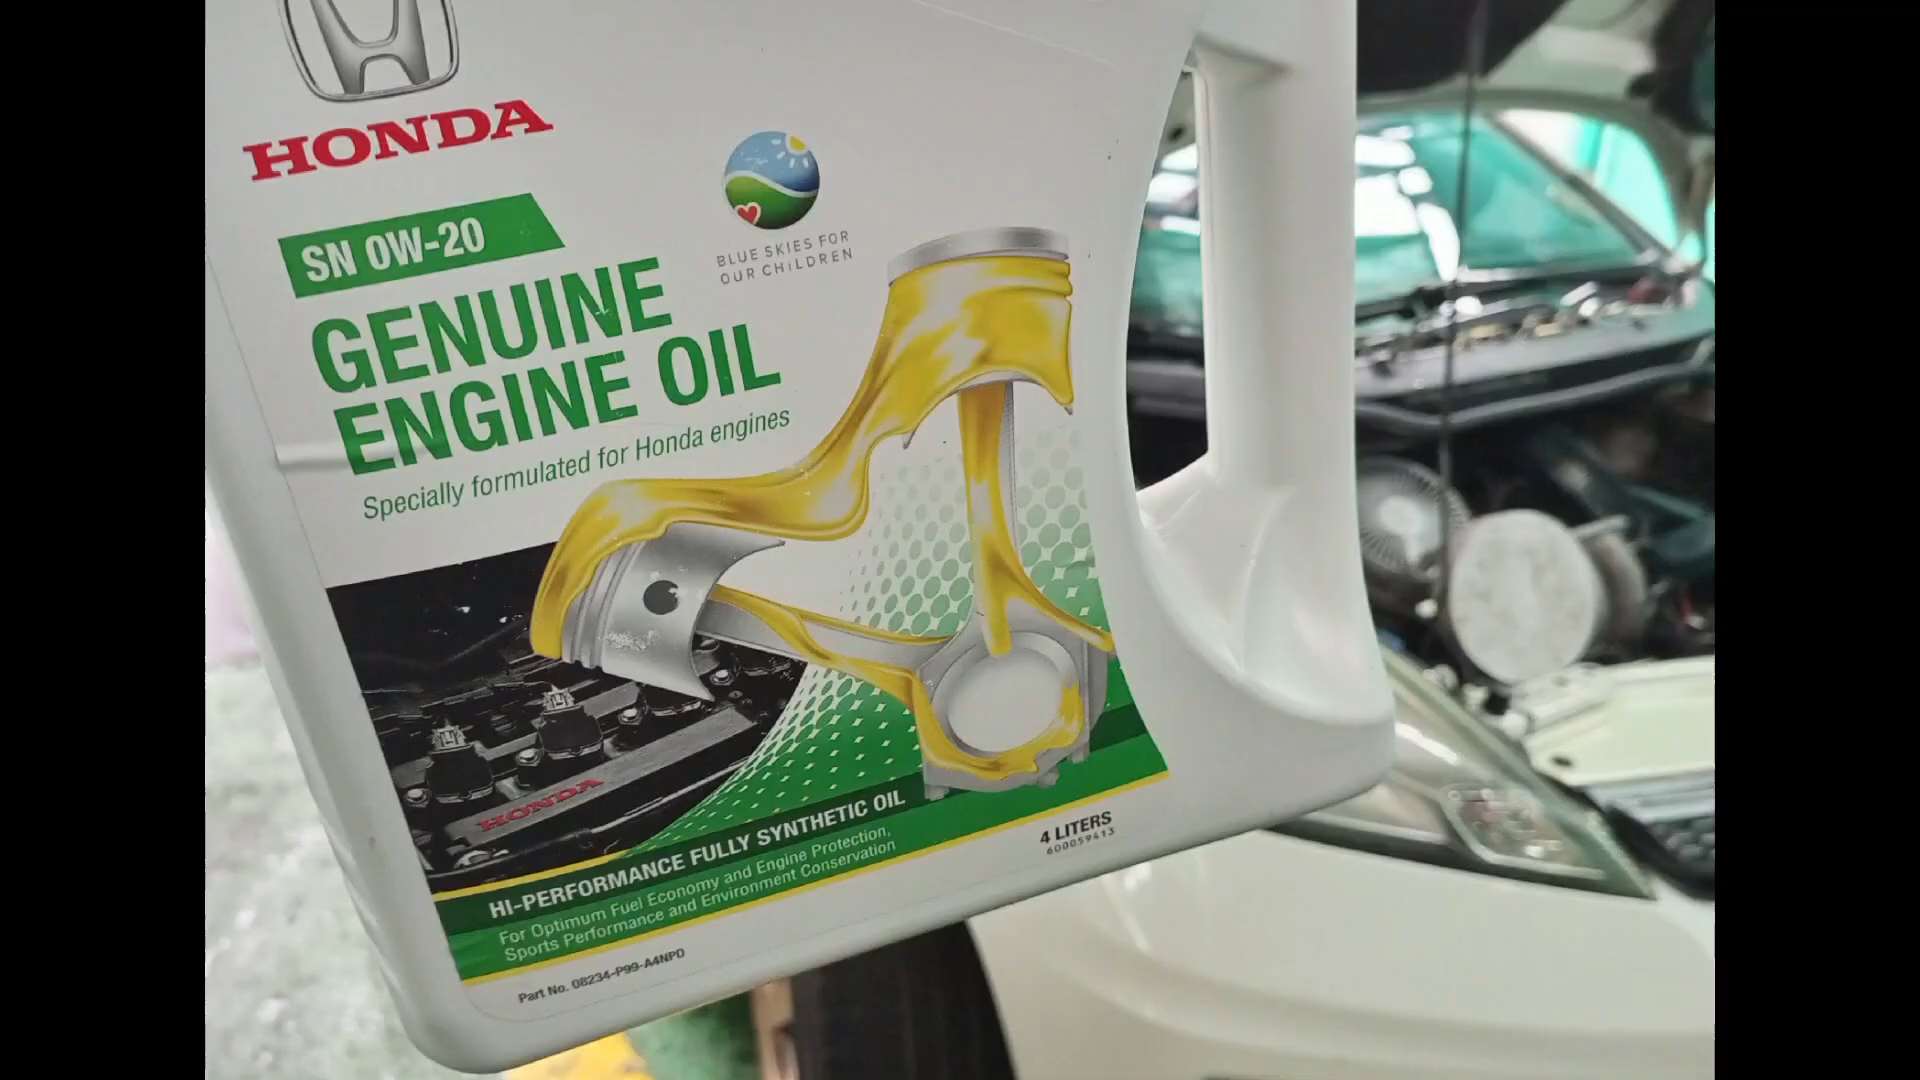 HONDA
SN 0W-20
BLUE SKIES FOR
OUR CHiLDREN
GENUINE
ENGINE OIL
Specially formulated for Honda engines
HONDA
HI-PERFORMANCE FULLY SYNTHETIC OIL
For Optimum Fuel Economy and Engine Protection,
Sports Performance and Environment Conservation
4 LITERS
600059413
Part No. 08234-P99-A4NP0